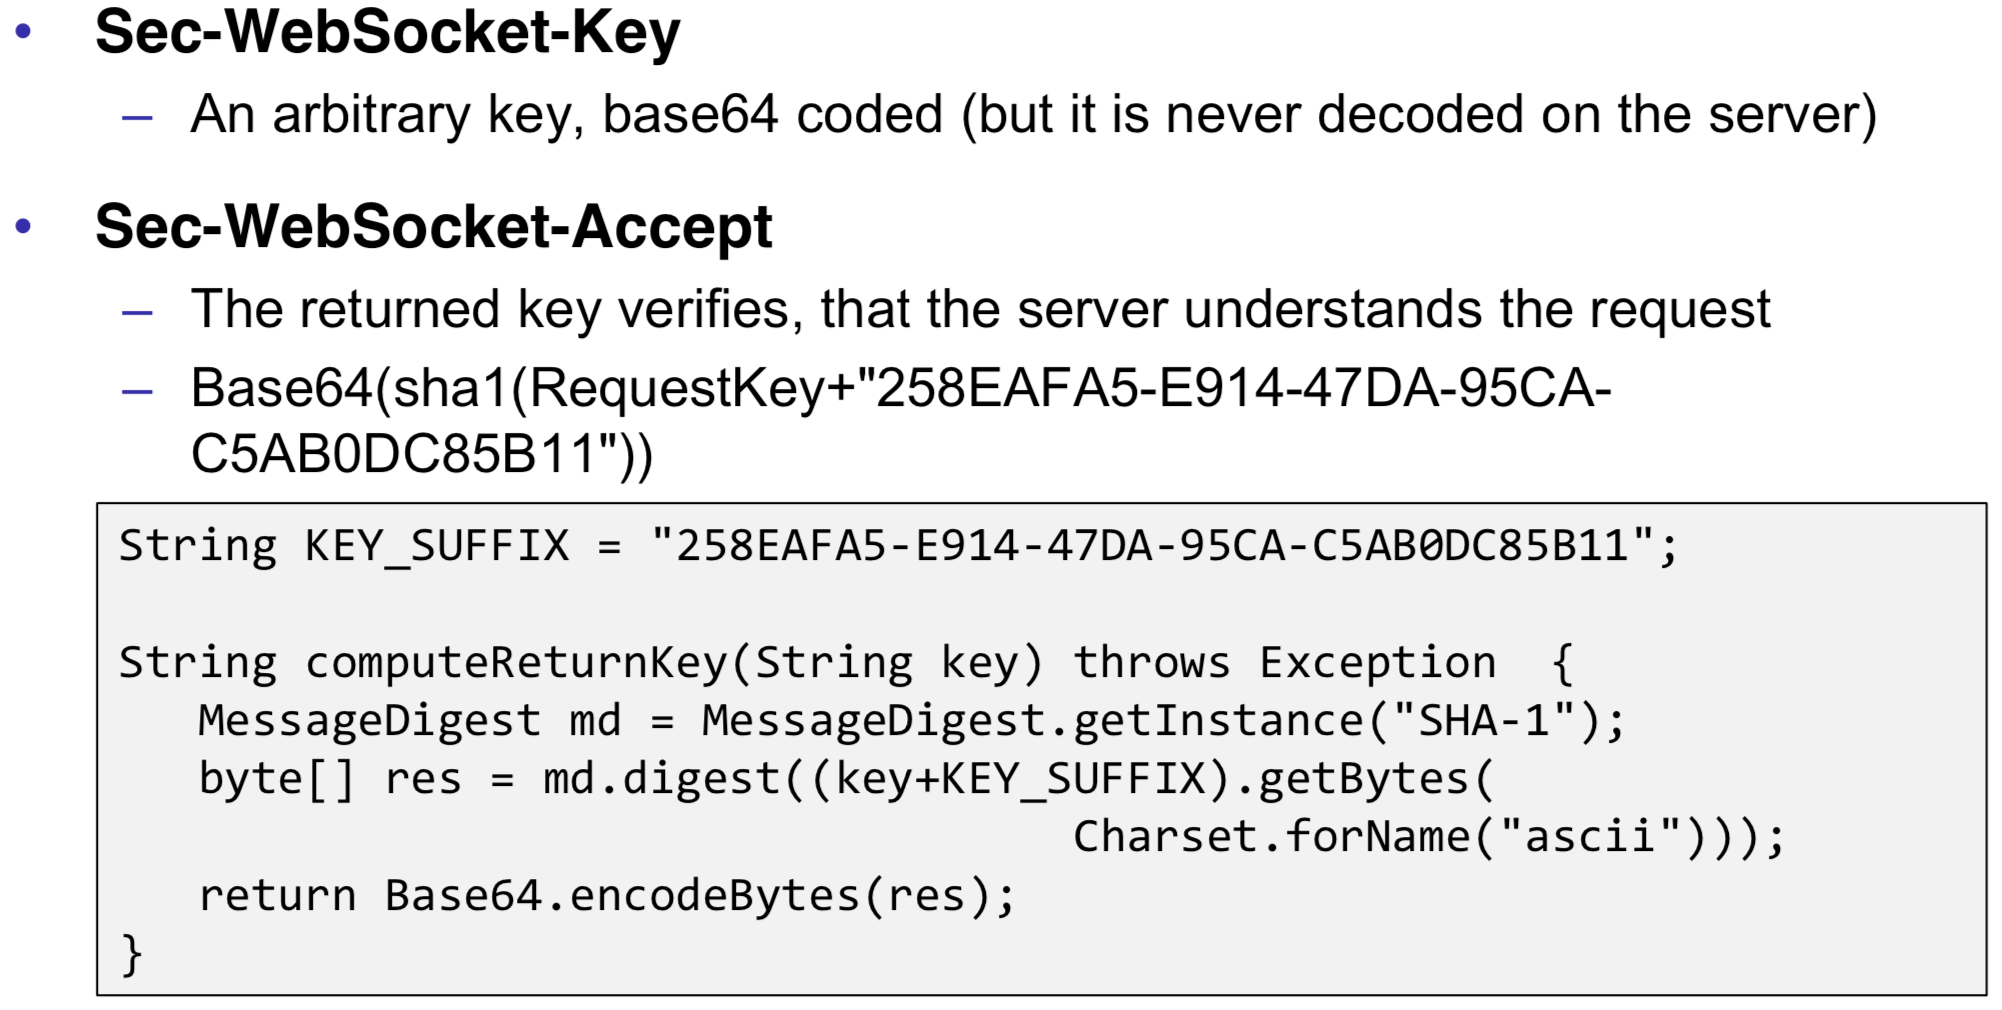 • Sec-WebSocket-Key
– An arbitrary key, base64 coded (but it is never decoded on the server)
• Sec-WebSocket-Accept
– The returned key verifies, that the server understands the request
– Base64(sha1(RequestKey+"258EAFA5-E914-47DA-95CA-
C5AB0DC85B11"))
String KEY_SUFFIX = "258EAFA5-E914-47DA-95CA-C5AB0DC85B11";
String computeReturnKey(String key) throws Exception  {
   MessageDigest md = MessageDigest.getInstance("SHA-1");
   byte[] res = md.digest((key+KEY_SUFFIX).getBytes(
                                    Charset.forName("ascii")));
   return Base64.encodeBytes(res);
}